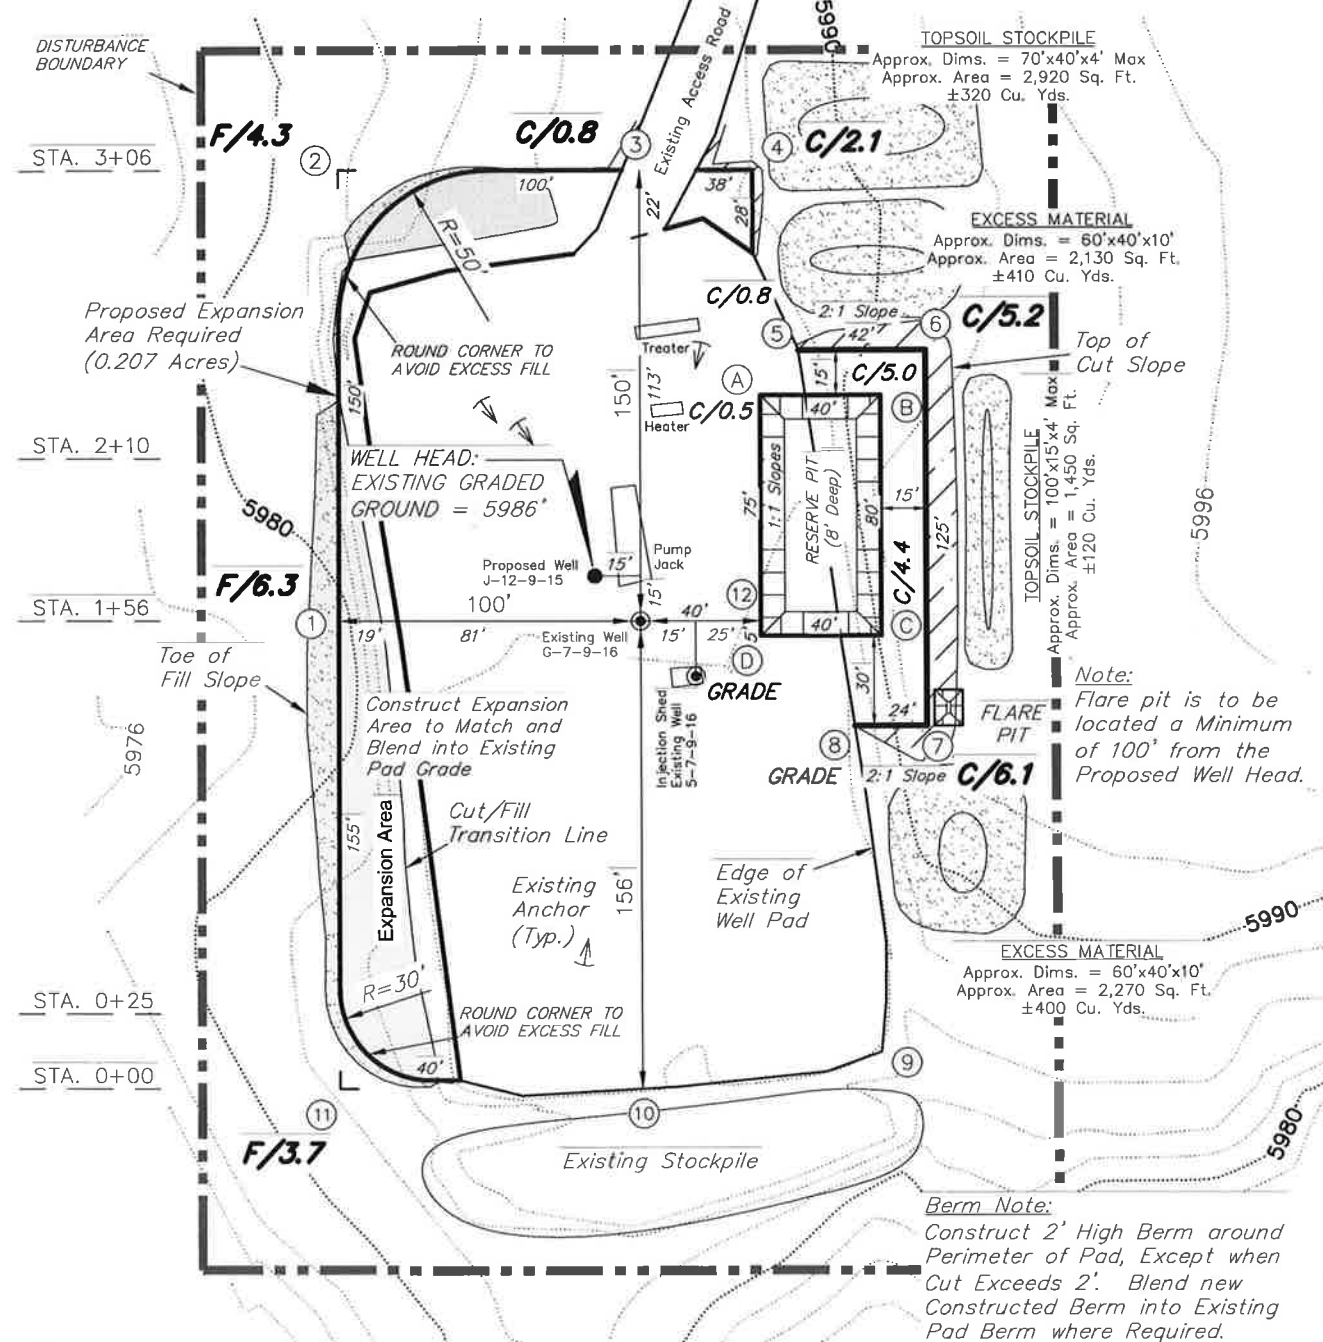 DISTURBANCE
BOUNDARY
5990
Existing Access Road
TOPSOIL STOCKPILE
Approx. Dims. = 70'x40'x4' Max
Approx. Area = 2,920 Sq. Ft.
±320 Cu. Yds.
F/4.3
C/0.8
C/2.1
STA. 3+06
2
3
4
100'
22'
38'
28'
R=50'
EXCESS MATERIAL
Approx. Dims. = 60'x40'x10'
Approx. Area = 2,130 Sq. Ft.
±410 Cu. Yds.
C/0.8
2:1 Slope
42'
5
6
C/5.2
Proposed Expansion
Area Required
(0.207 Acres)
ROUND CORNER TO
AVOID EXCESS FILL
Treater
Top of
Cut Slope
150'
150'
113'
Heater
A
C/0.5
15'
C/5.0
40'
B
STA. 2+10
WELL HEAD:
EXISTING GRADED
GROUND = 5986'
5980
75'
1:1 Slopes
RESERVE PIT
(8' Deep)
80'
15'
125'
C/4.4
TOPSOIL STOCKPILE
Approx. Dims. = 100'x15'x4' Max
Approx. Area = 1,450 Sq. Ft.
±120 Cu. Yds.
5996
F/6.3
Proposed Well
J-12-9-15
15'
Pump
Jack
STA. 1+56
1
100'
19'
81'
15'
40'
15'
25'
12
5'
40'
C
D
Existing Well
G-7-9-16
GRADE
Injection Shed
Existing Well
5-7-9-16
Toe of
Fill Slope
5976
Construct Expansion
Area to Match and
Blend into Existing
Pad Grade
30'
24'
8
7
FLARE
PIT
GRADE
2:1 Slope
C/6.1
Note:
Flare pit is to be
located a Minimum
of 100' from the
Proposed Well Head.
155'
Expansion Area
Cut/Fill
Transition Line
156'
Existing
Anchor
(Typ.)
Edge of
Existing
Well Pad
5990
EXCESS MATERIAL
Approx. Dims. = 60'x40'x10'
Approx. Area = 2,270 Sq. Ft.
±400 Cu. Yds.
STA. 0+25
R=30'
ROUND CORNER TO
AVOID EXCESS FILL
40'
STA. 0+00
9
11
10
F/3.7
Existing Stockpile
5980
Berm Note:
Construct 2' High Berm around
Perimeter of Pad, Except when
Cut Exceeds 2'. Blend new
Constructed Berm into Existing
Pad Berm where Required.